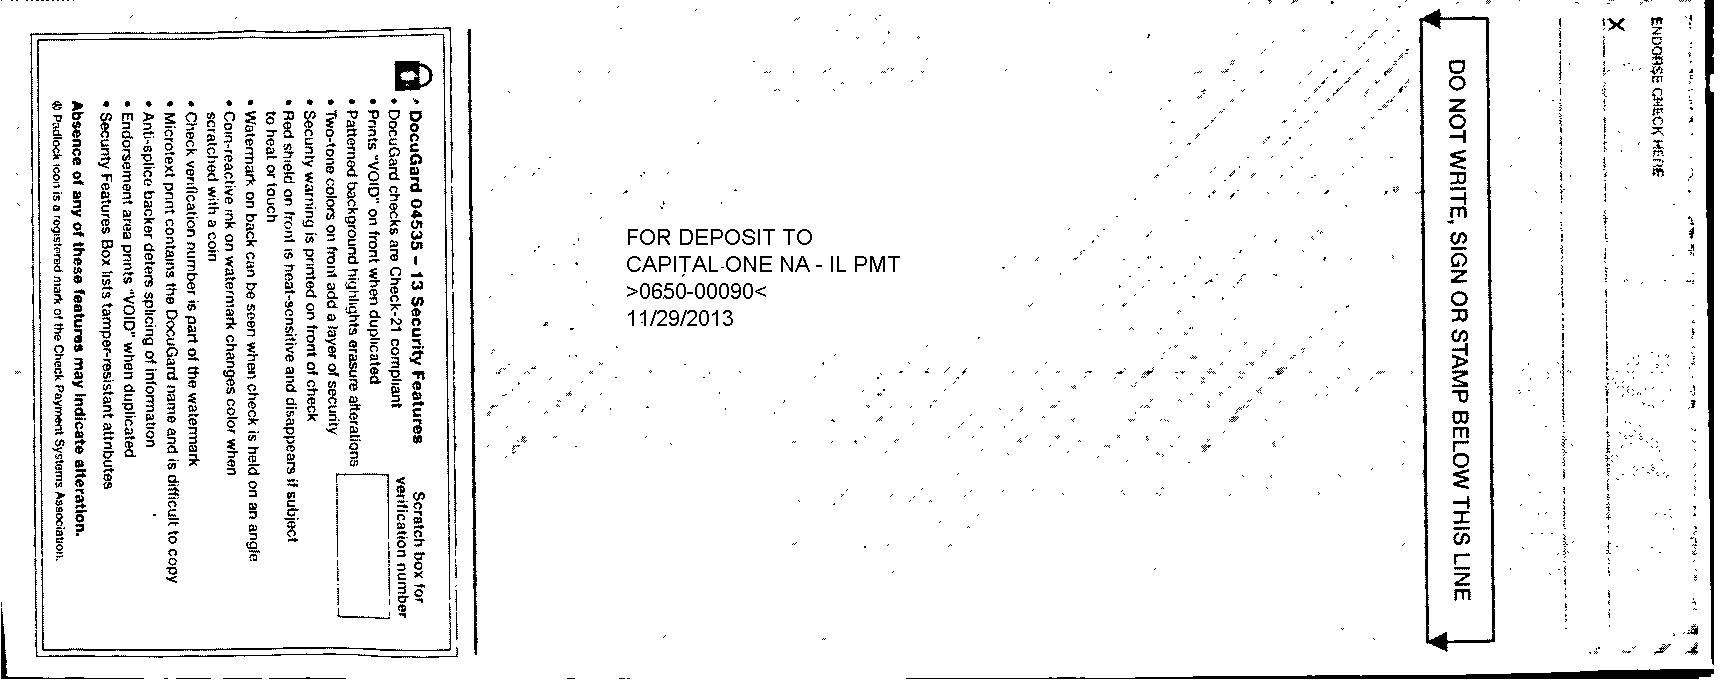 ENDORSE CHECK HERE
X
DO NOT WRITE, SIGN OR STAMP BELOW THIS LINE
FOR DEPOSIT TO
CAPITAL ONE NA - IL PMT
>0650-00090<
11/29/2013
• DocuGard 04535 – 13 Security Features
• DocuGard checks are Check-21 compliant
• Prints "VOID" on front when duplicated
• Patterned background highlights erasure alterations
• Two-tone colors on front add a layer of security
• Security warning is printed on front of check
• Red shield on front is heat-sensitive and disappears if subject
to heat or touch
• Watermark on back can be seen when check is held on an angle
• Coin-reactive ink on watermark changes color when
scratched with a coin
• Check verification number is part of the watermark
• Microtext print contains the DocuGard name and is difficult to copy
• Anti-splice backer deters splicing of information
• Endorsement area prints "VOID" when duplicated
• Security Features Box lists tamper-resistant attributes
Absence of any of these features may indicate alteration.
® Padlock icon is a registered mark of the Check Payment Systems Association.
Scratch box for
verification number